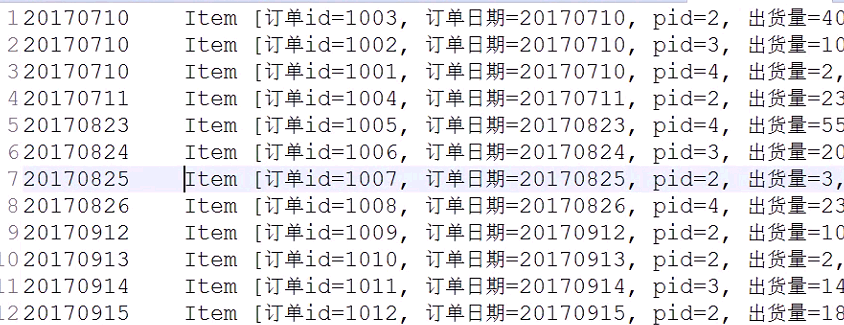 1 20170710 Item [订单id=1003, 订单日期=20170710, pid=2, 出货量=40
2 20170710 Item [订单id=1002, 订单日期=20170710, pid=3, 出货量=10
3 20170710 Item [订单id=1001, 订单日期=20170710, pid=4, 出货量=2,
4 20170711 Item [订单id=1004, 订单日期=20170711, pid=2, 出货量=23
5 20170823 Item [订单id=1005, 订单日期=20170823, pid=4, 出货量=55
6 20170824 Item [订单id=1006, 订单日期=20170824, pid=3, 出货量=20
7 20170825 Item [订单id=1007, 订单日期=20170825, pid=2, 出货量=3,
8 20170826 Item [订单id=1008, 订单日期=20170826, pid=4, 出货量=23
9 20170912 Item [订单id=1009, 订单日期=20170912, pid=2, 出货量=10
10 20170913 Item [订单id=1010, 订单日期=20170913, pid=2, 出货量=2,
11 20170914 Item [订单id=1011, 订单日期=20170914, pid=3, 出货量=14
12 20170915 Item [订单id=1012, 订单日期=20170915, pid=2, 出货量=18